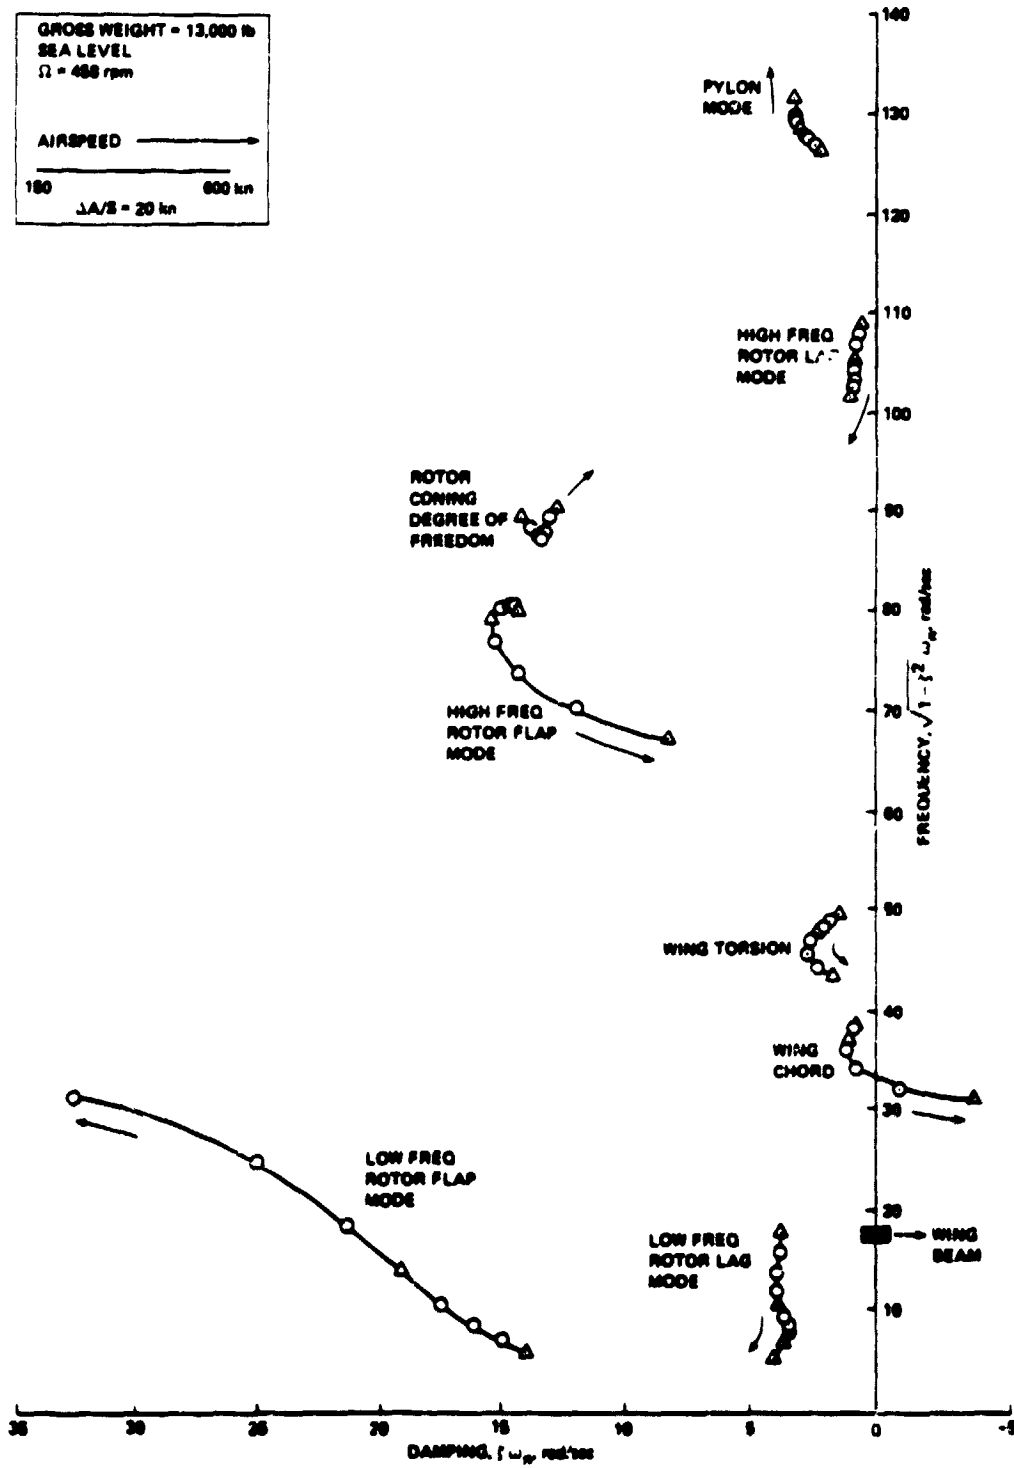 GROSS WEIGHT = 13,000 lb
SEA LEVEL
Ω = 458 rpm
AIRSPEED
180 600 kn
ΔA/S = 20 kn
140
PYLON
MODE
130
120
110
HIGH FREQ
ROTOR LAG
MODE
100
ROTOR
CONING
DEGREE OF
FREEDOM
90
80
HIGH FREQ
ROTOR FLAP
MODE
70
FREQUENCY, √1 - ζ² ωn, rad/sec
60
50
WING TORSION
40
WING
CHORD
30
LOW FREQ
ROTOR FLAP
MODE
20
LOW FREQ
ROTOR LAG
MODE
WING
BEAM
10
35 30 25 20 15 10 5 0 -5
DAMPING, ζ ωn, rad/sec